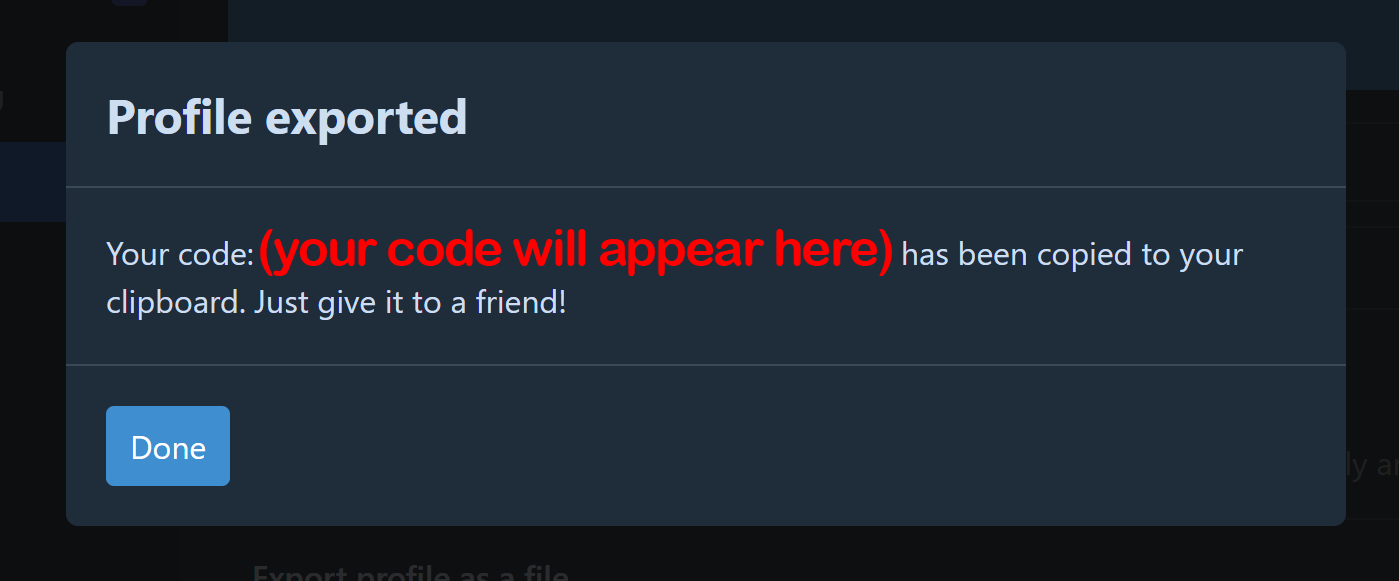 Profile exported
Your code: (your code will appear here) has been copied to your
clipboard. Just give it to a friend!
Done
ly a
Export profile as a file